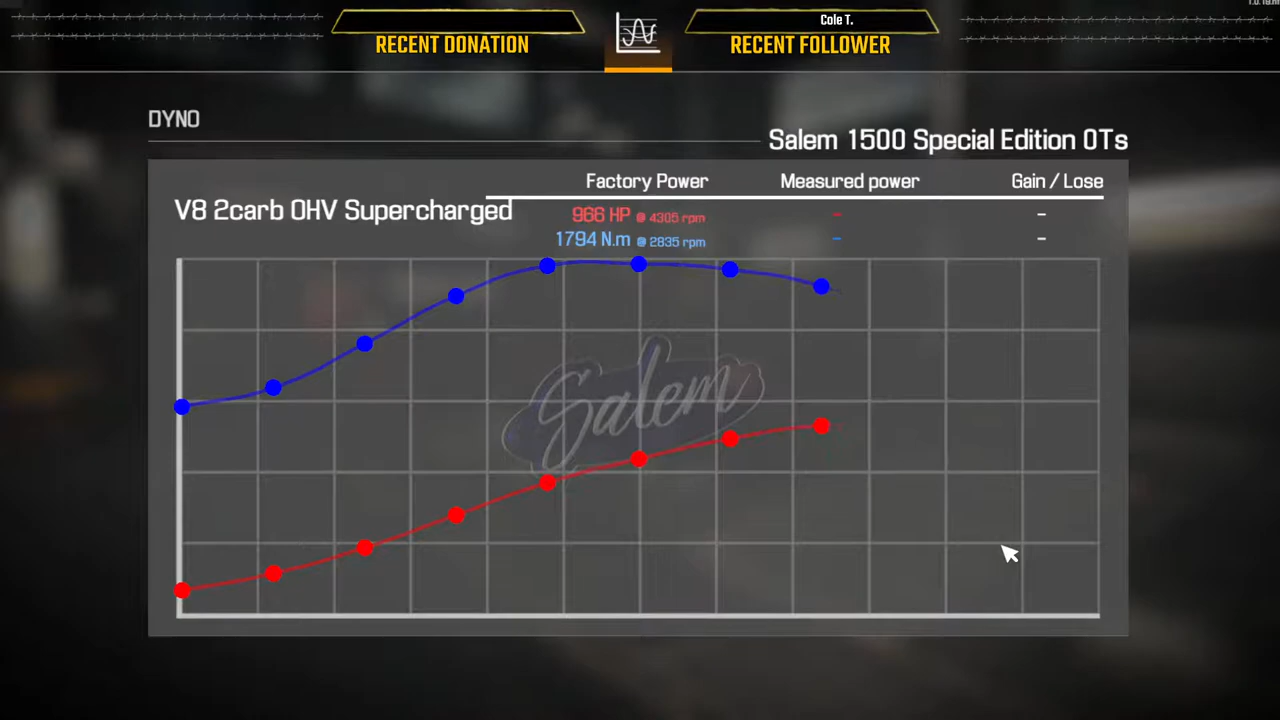 Cole T.
RECENT DONATION
RECENT FOLLOWER
DYNO
Salem 1500 Special Edition OTs
Factory Power Measured power Gain / Lose
V8 2carb OHV Supercharged
966 HP @ 4305 rpm - -
1794 N.m @ 2835 rpm - -
Salem